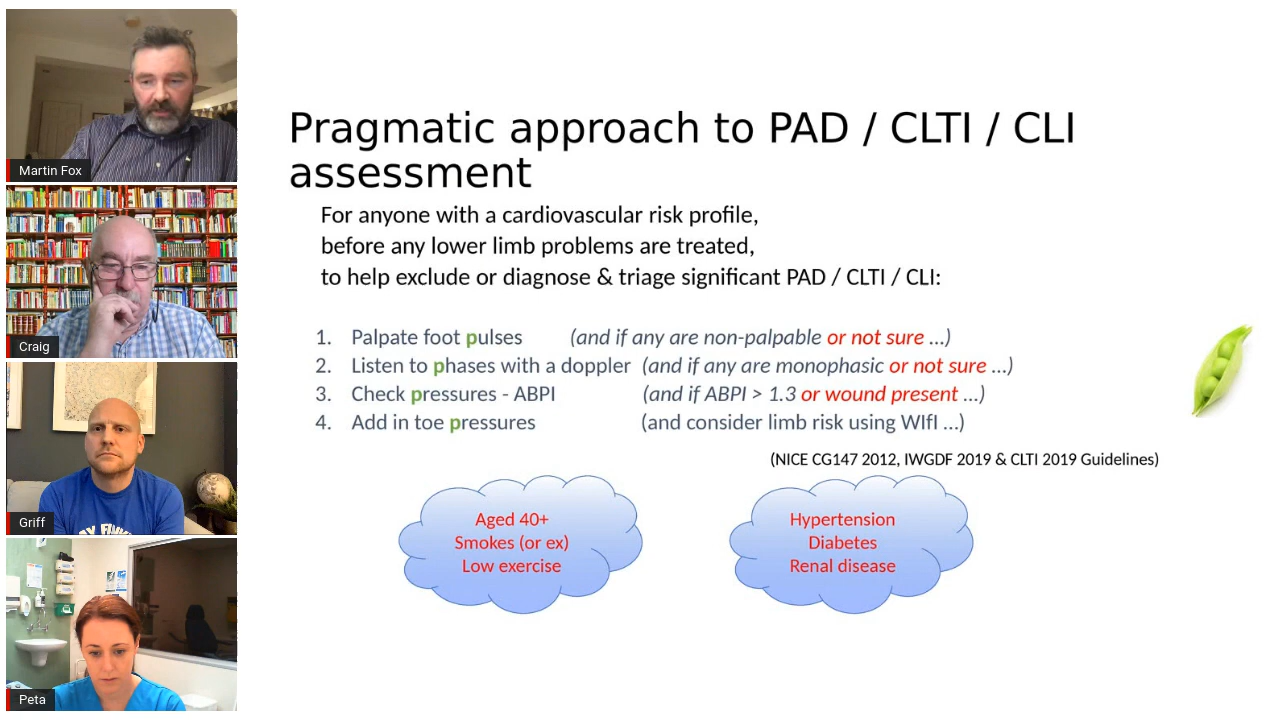 Martin Fox
Craig
Griff
Peta
Pragmatic approach to PAD / CLTI / CLI
assessment
For anyone with a cardiovascular risk profile,
before any lower limb problems are treated,
to help exclude or diagnose & triage significant PAD / CLTI / CLI:
1. Palpate foot pulses (and if any are non-palpable or not sure ...)
2. Listen to phases with a doppler (and if any are monophasic or not sure ...)
3. Check pressures - ABPI (and if ABPI > 1.3 or wound present ...)
4. Add in toe pressures (and consider limb risk using WIfI ...)
(NICE CG147 2012, IWGDF 2019 & CLTI 2019 Guidelines)
Aged 40+
Smokes (or ex)
Low exercise
Hypertension
Diabetes
Renal disease